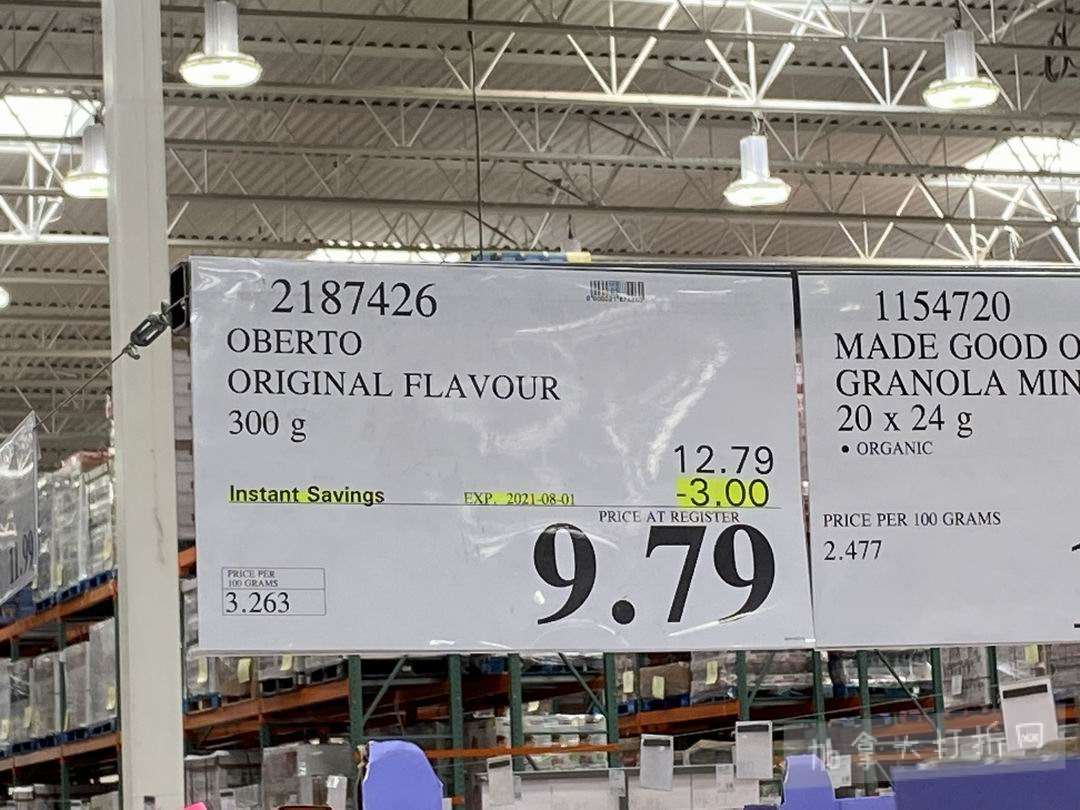 2187426
OBERTO
ORIGINAL FLAVOUR
300 g
12.79
Instant Savings EXP. 2021-08-01 -3.00
PRICE AT REGISTER
9.79
PRICE PER
100 GRAMS
3.263
1154720
MADE GOOD
GRANOLA
20 x 24 g
• ORGANIC
PRICE PER 100 GRAMS
2.477
11.99
加拿大打折